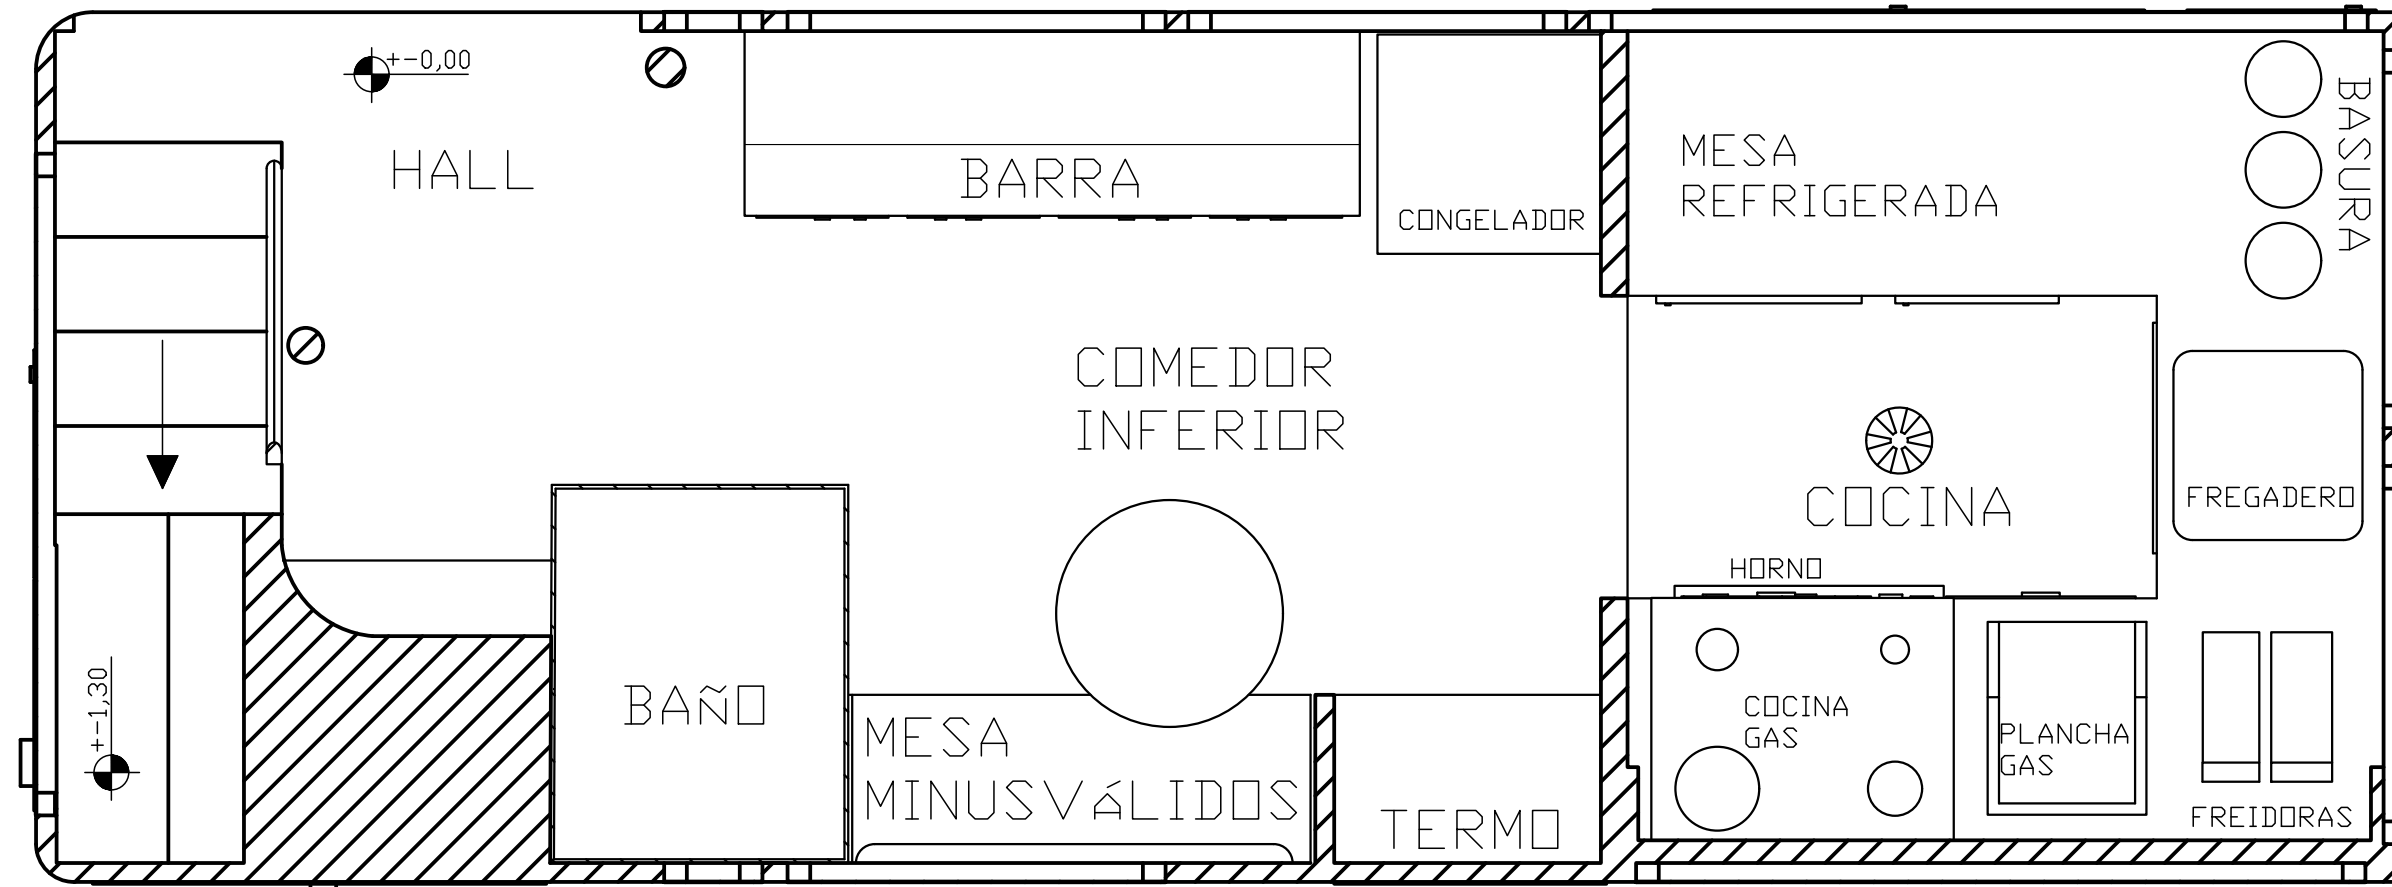 +-0,00
HALL
BARRA
CONGELADOR
MESA
REFRIGERADA
BASURA
COMEDOR
INFERIOR
COCINA
FREGADERO
HORNO
+-1,30
BAÑO
MESA
MINUSVáLIDOS
TERMO
COCINA
GAS
PLANCHA
GAS
FREIDORAS